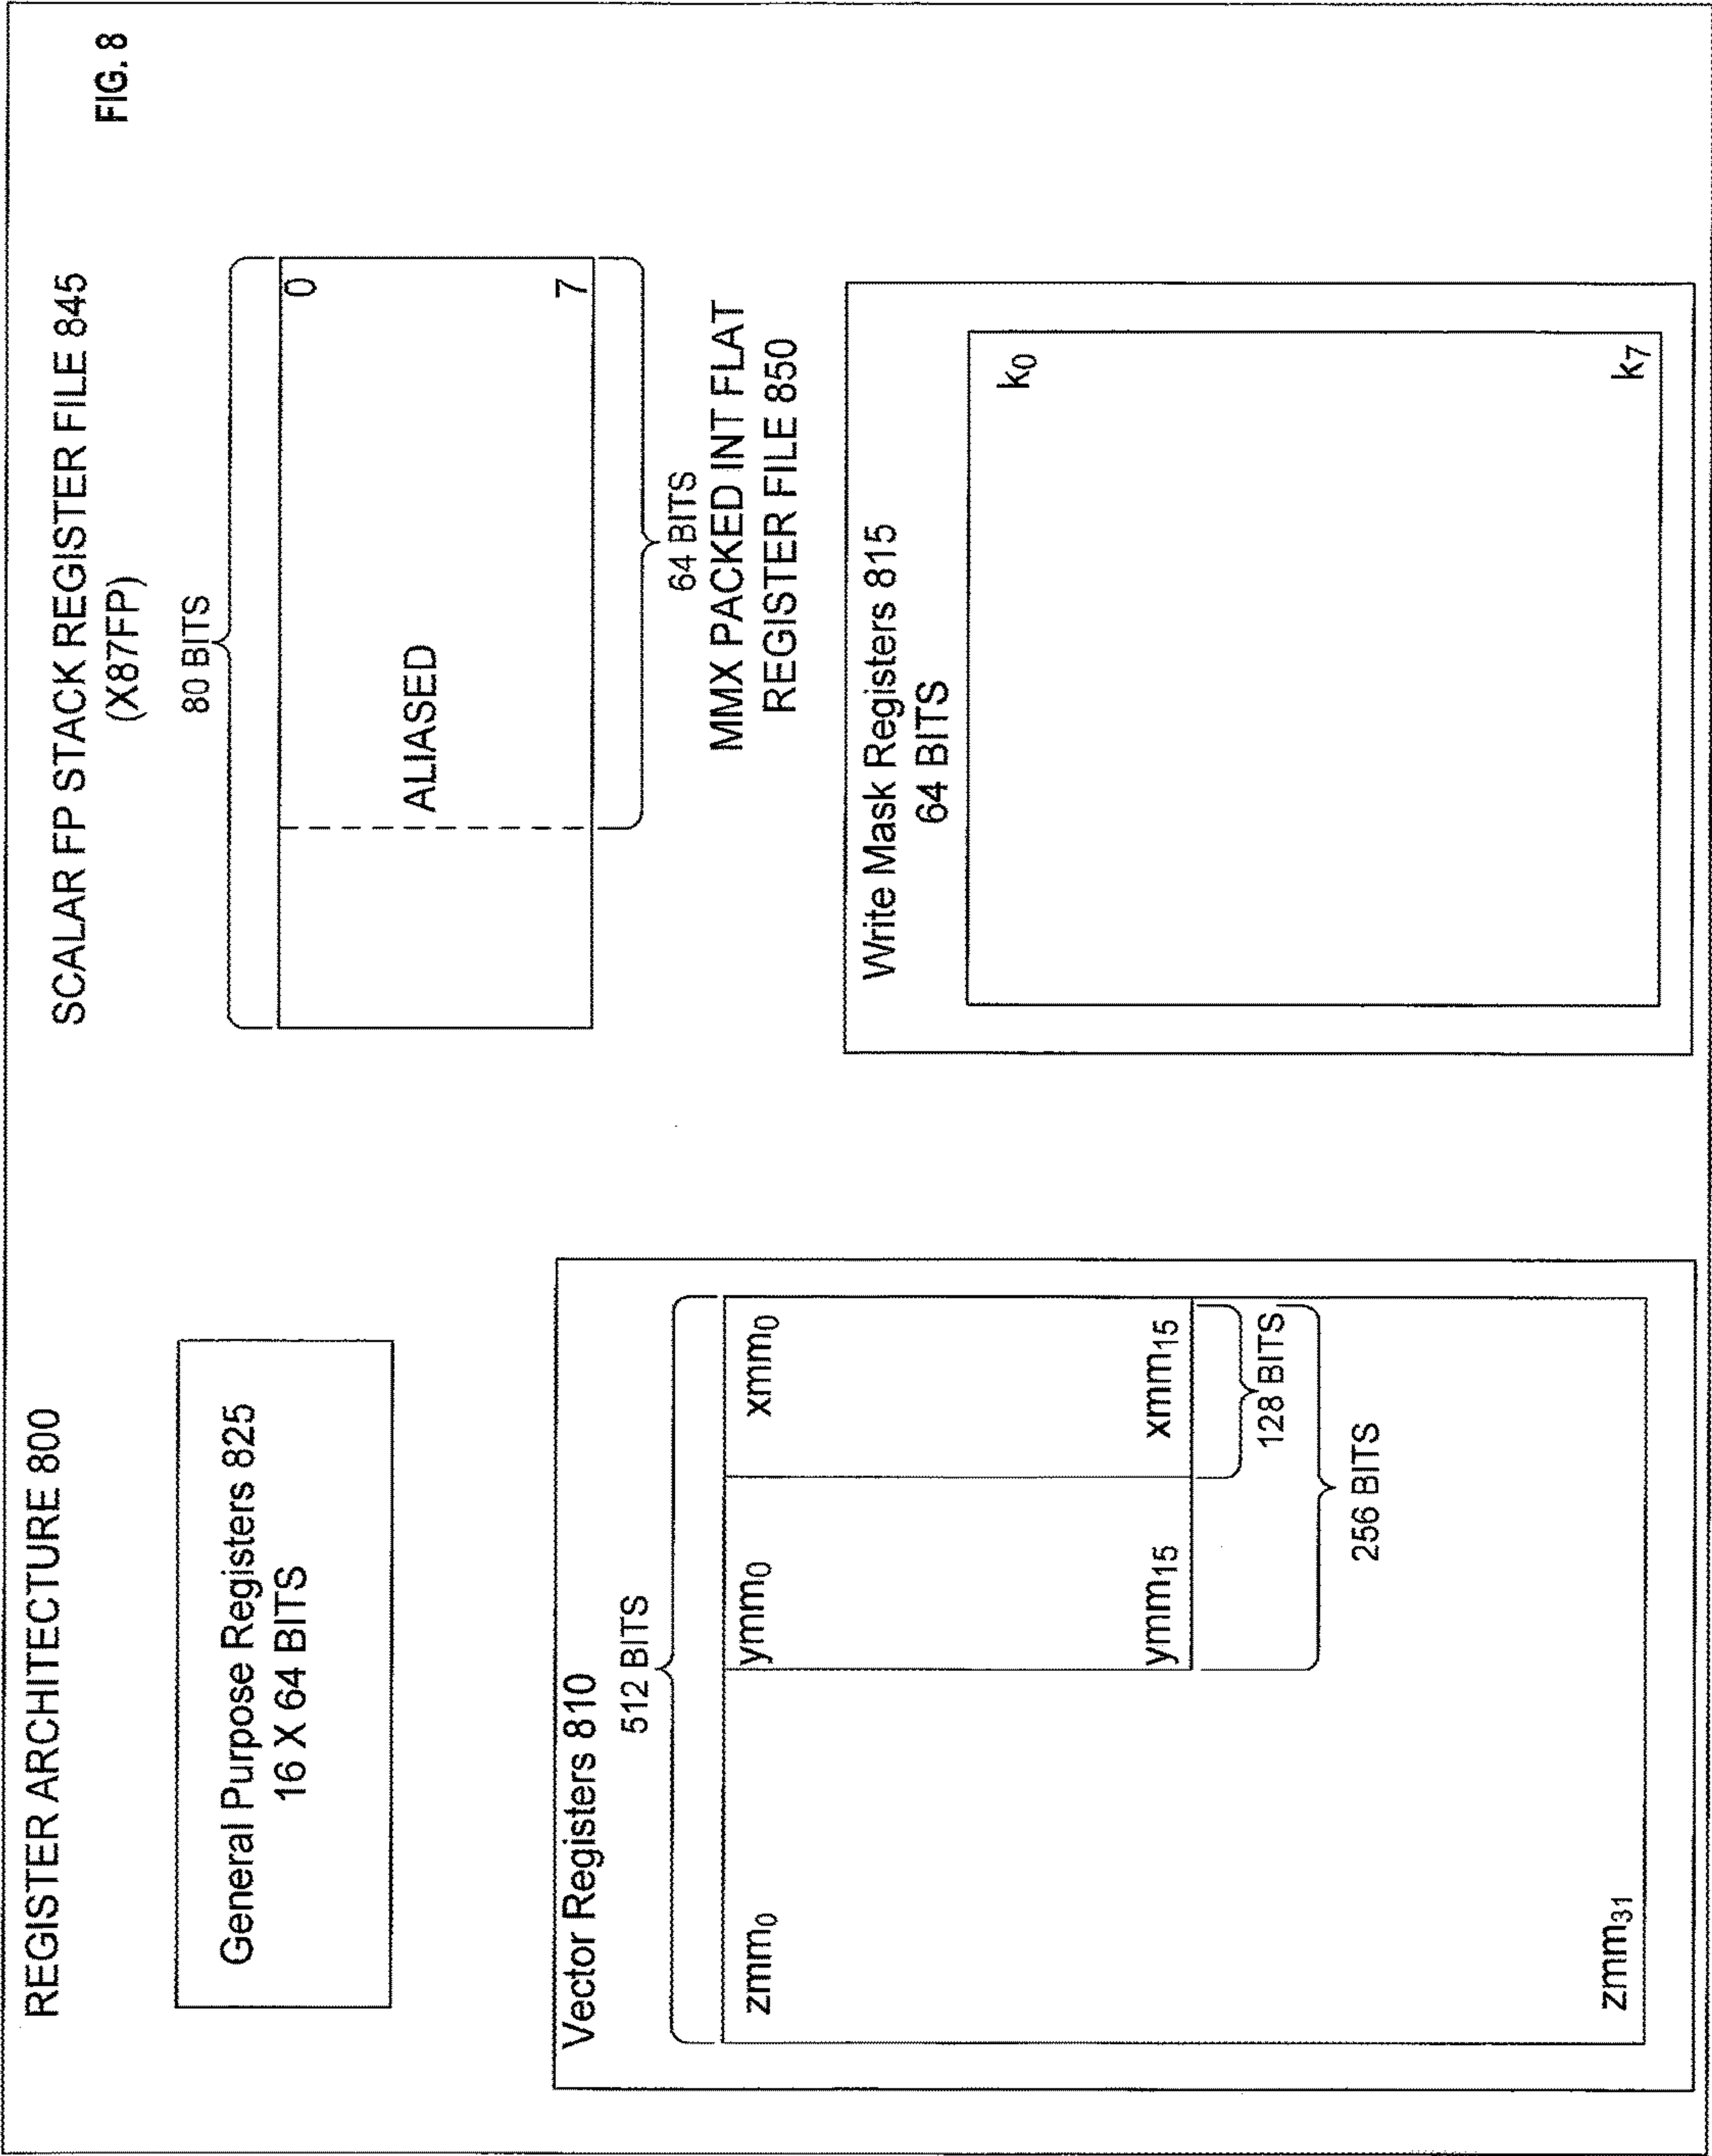 REGISTER ARCHITECTURE 800
FIG. 8
General Purpose Registers 825
16 X 64 BITS
Vector Registers 810
512 BITS
zmm0
ymm0
xmm0
ymm15
xmm15
128 BITS
256 BITS
zmm31
SCALAR FP STACK REGISTER FILE 845
(X87FP)
80 BITS
0
ALIASED
7
64 BITS
MMX PACKED INT FLAT
REGISTER FILE 850
Write Mask Registers 815
64 BITS
k0
k7